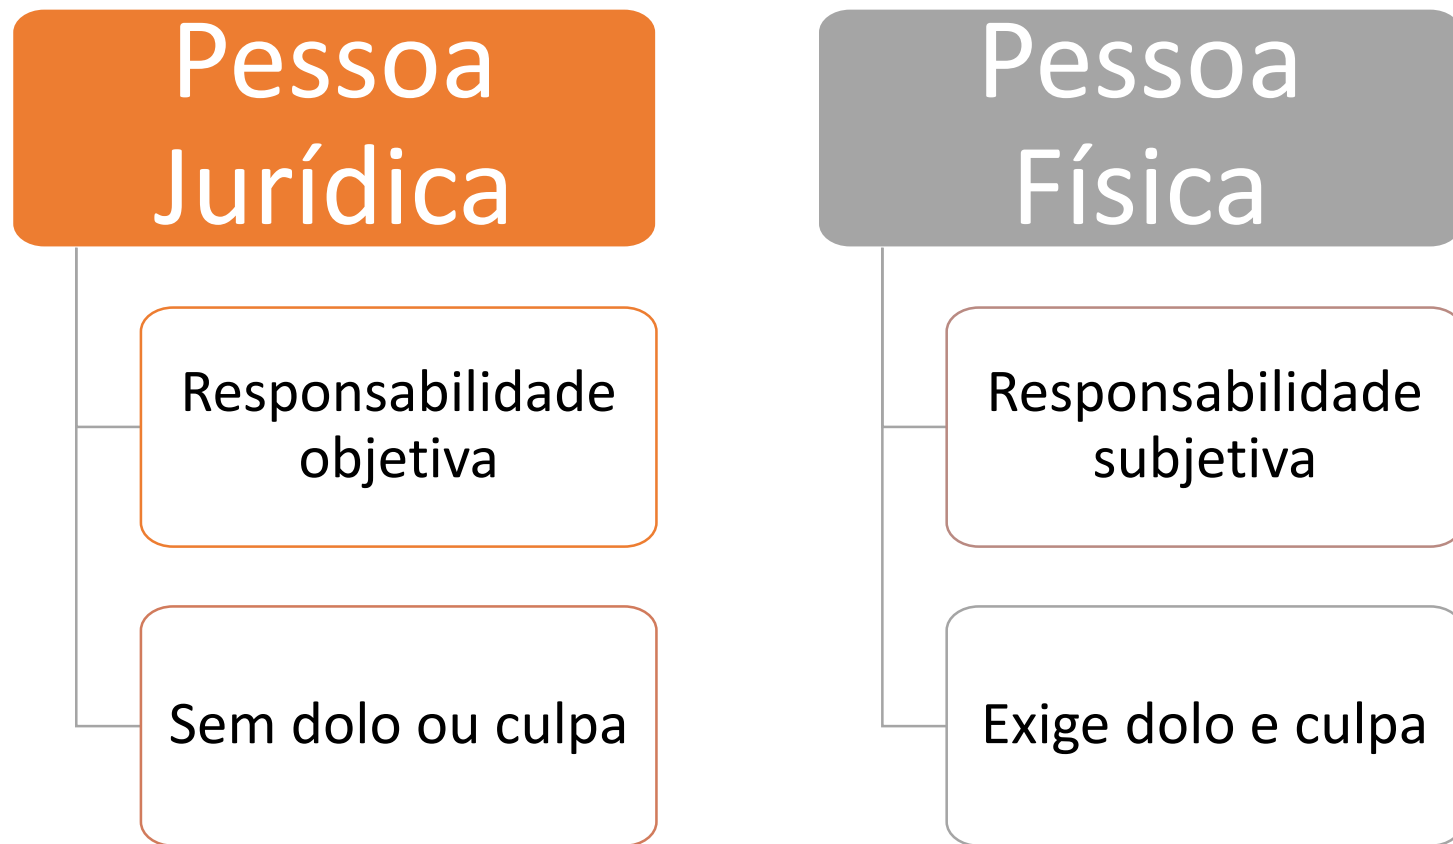 Pessoa
Jurídica
Responsabilidade
objetiva
Sem dolo ou culpa
Pessoa
Física
Responsabilidade
subjetiva
Exige dolo e culpa